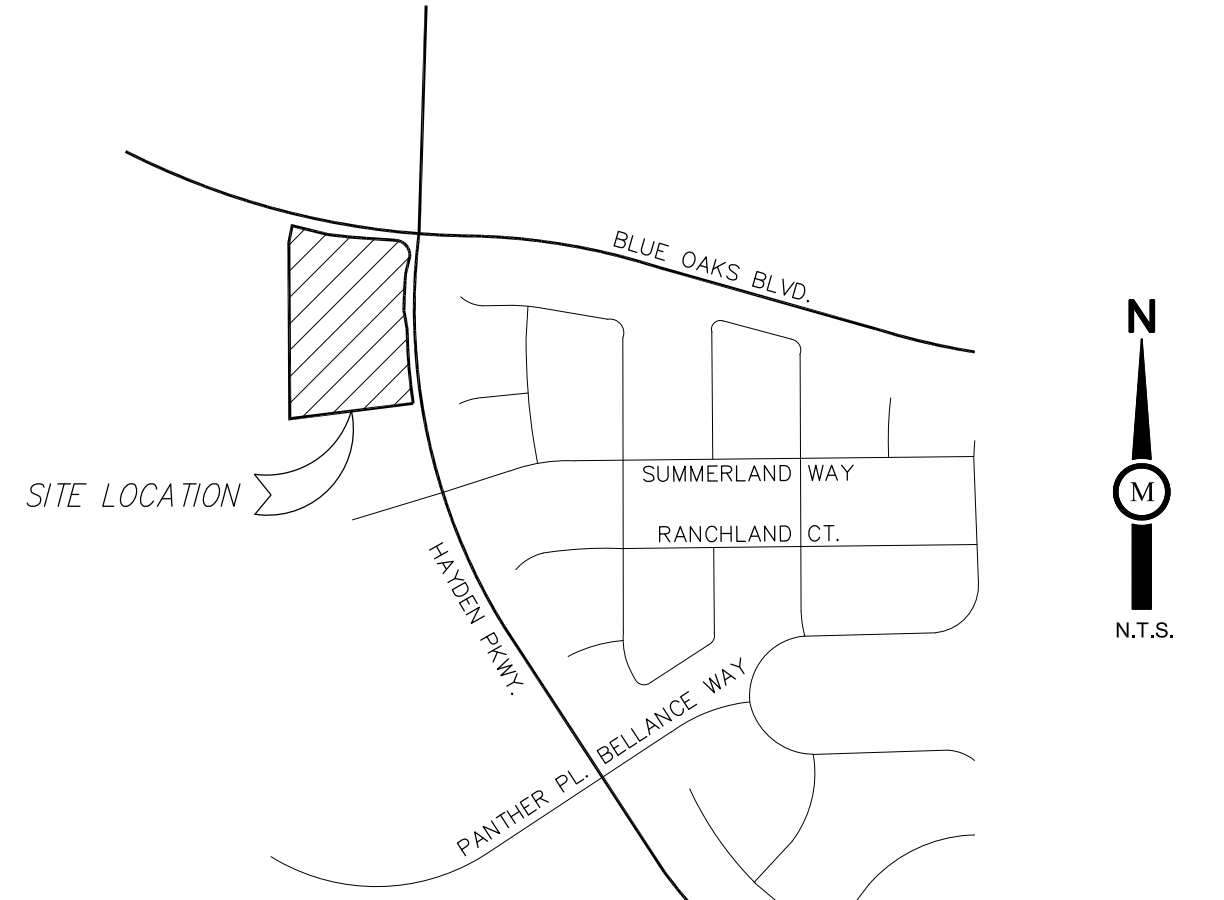 BLUE OAKS BLVD.
N
SUMMERLAND WAY
SITE LOCATION
M
RANCHLAND CT.
HAYDEN PKWY.
N.T.S.
PANTHER PL.
BELLANCE WAY